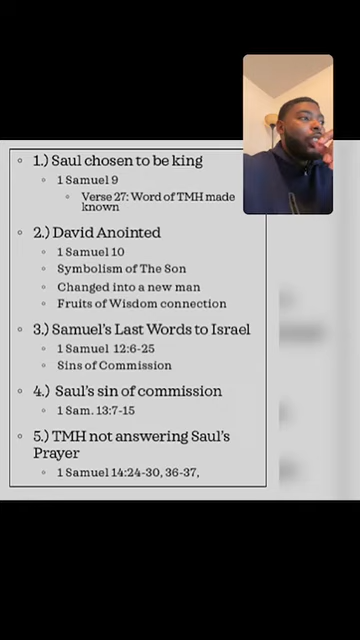 1.) Saul chosen to be king
1 Samuel 9
Verse 27: Word of TMH made
known
2.) David Anointed
1 Samuel 10
Symbolism of The Son
Changed into a new man
Fruits of Wisdom connection
3.) Samuel's Last Words to Israel
1 Samuel 12:6-25
Sins of Commission
4.) Saul's sin of commission
1 Sam. 13:7-15
5.) TMH not answering Saul's
Prayer
1 Samuel 14:24-30, 36-37,